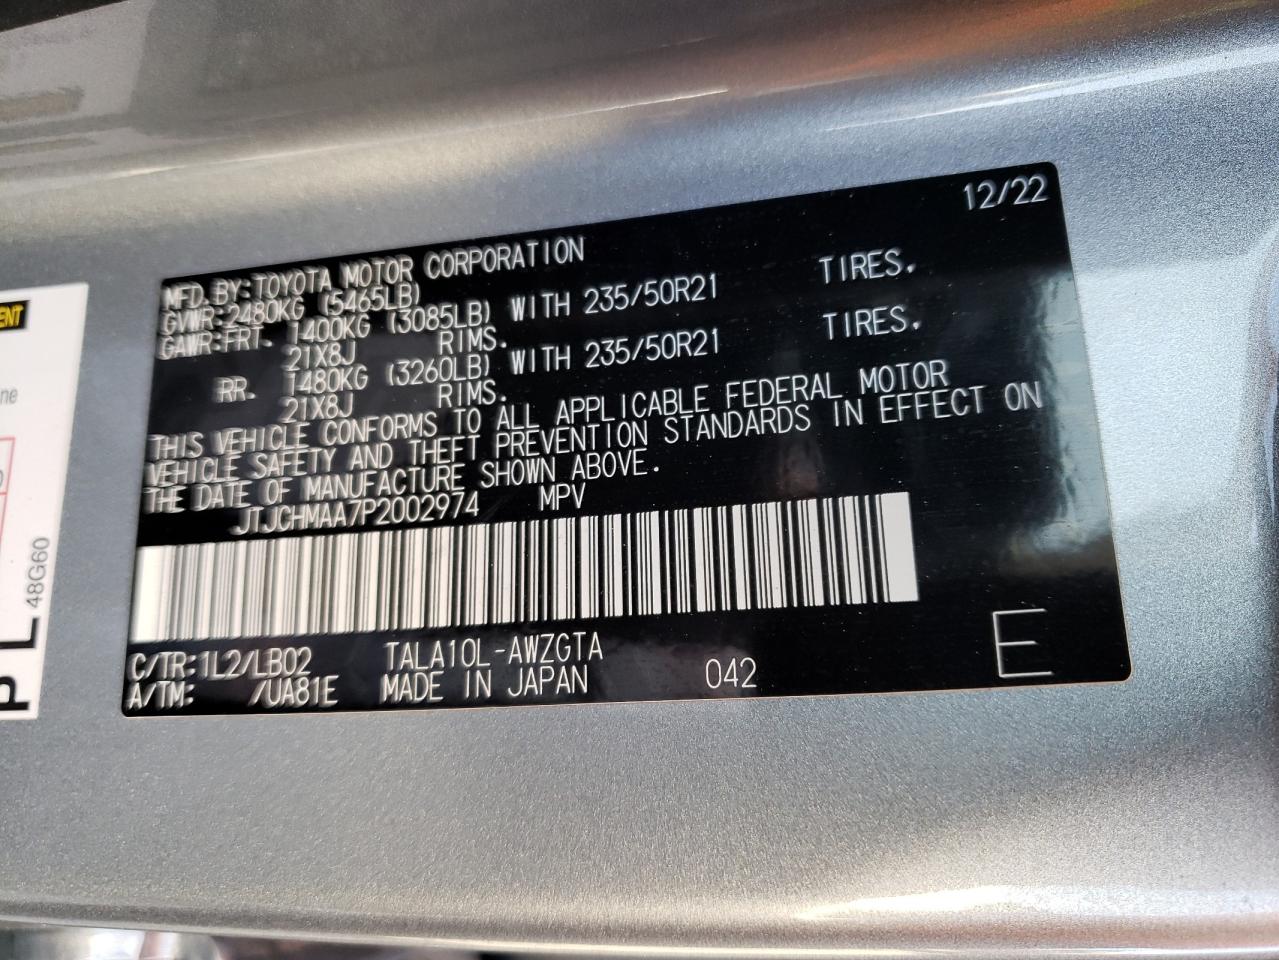 12/22
MFD. BY: TOYOTA MOTOR CORPORATION
GVWR: 2480KG (5465LB)
GAWR: FRT. 1400KG (3085LB) WITH 235/50R21 TIRES.
21X8J RIMS.
RR. 1480KG (3260LB) WITH 235/50R21 TIRES.
21X8J RIMS.
THIS VEHICLE CONFORMS TO ALL APPLICABLE FEDERAL MOTOR
VEHICLE SAFETY AND THEFT PREVENTION STANDARDS IN EFFECT ON
THE DATE OF MANUFACTURE SHOWN ABOVE.
JTJCHMAA7P2002974 MPV
C/TR: 1L2/LB02 TALA10L-AWZGTA
A/TM: /UA81E MADE IN JAPAN 042 E
48G60
PL